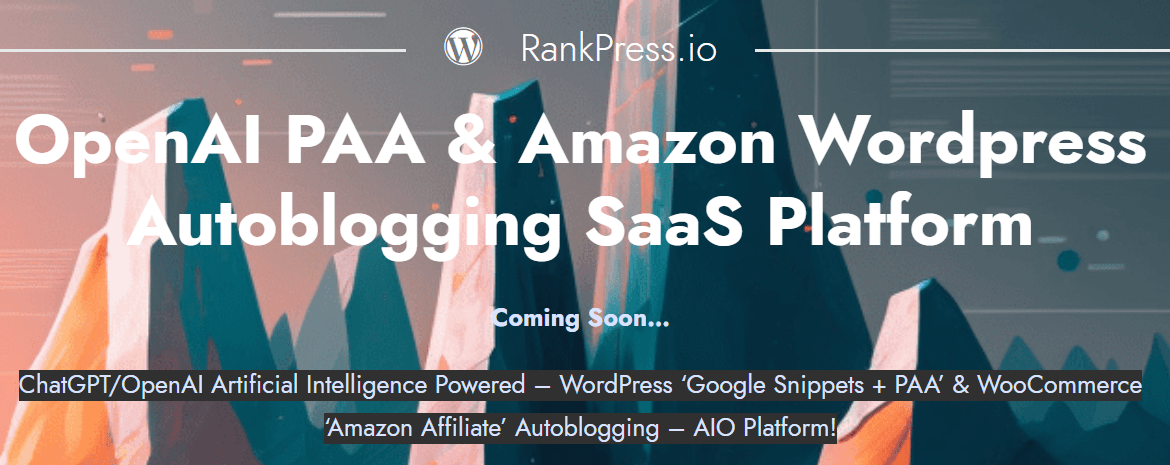 RankPress.io
OpenAI PAA & Amazon Wordpress
Autoblogging SaaS Platform
Coming Soon...
ChatGPT/OpenAI Artificial Intelligence Powered – WordPress ‘Google Snippets + PAA’ & WooCommerce
‘Amazon Affiliate’ Autoblogging – AIO Platform!